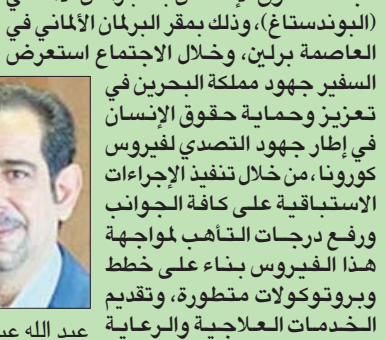 (البوندستاغ)، وذلك بمقر البرلمان الألماني في
العاصمة برلين، وخلال الاجتماع استعرض
السفير جهود مملكة البحرين في
تعزيز وحماية حقوق الإنسان
في إطار جهود التصدي لفيروس
كورونا، من خلال تنفيذ الإجراءات
الاستباقية على كافة الجوانب
ورفع درجات التأهب لمواجهة
هذا الفيروس بناء على خطط
وبروتوكولات متطورة، وتقديم
الخدمات العلاجية والرعاية
عبد الله